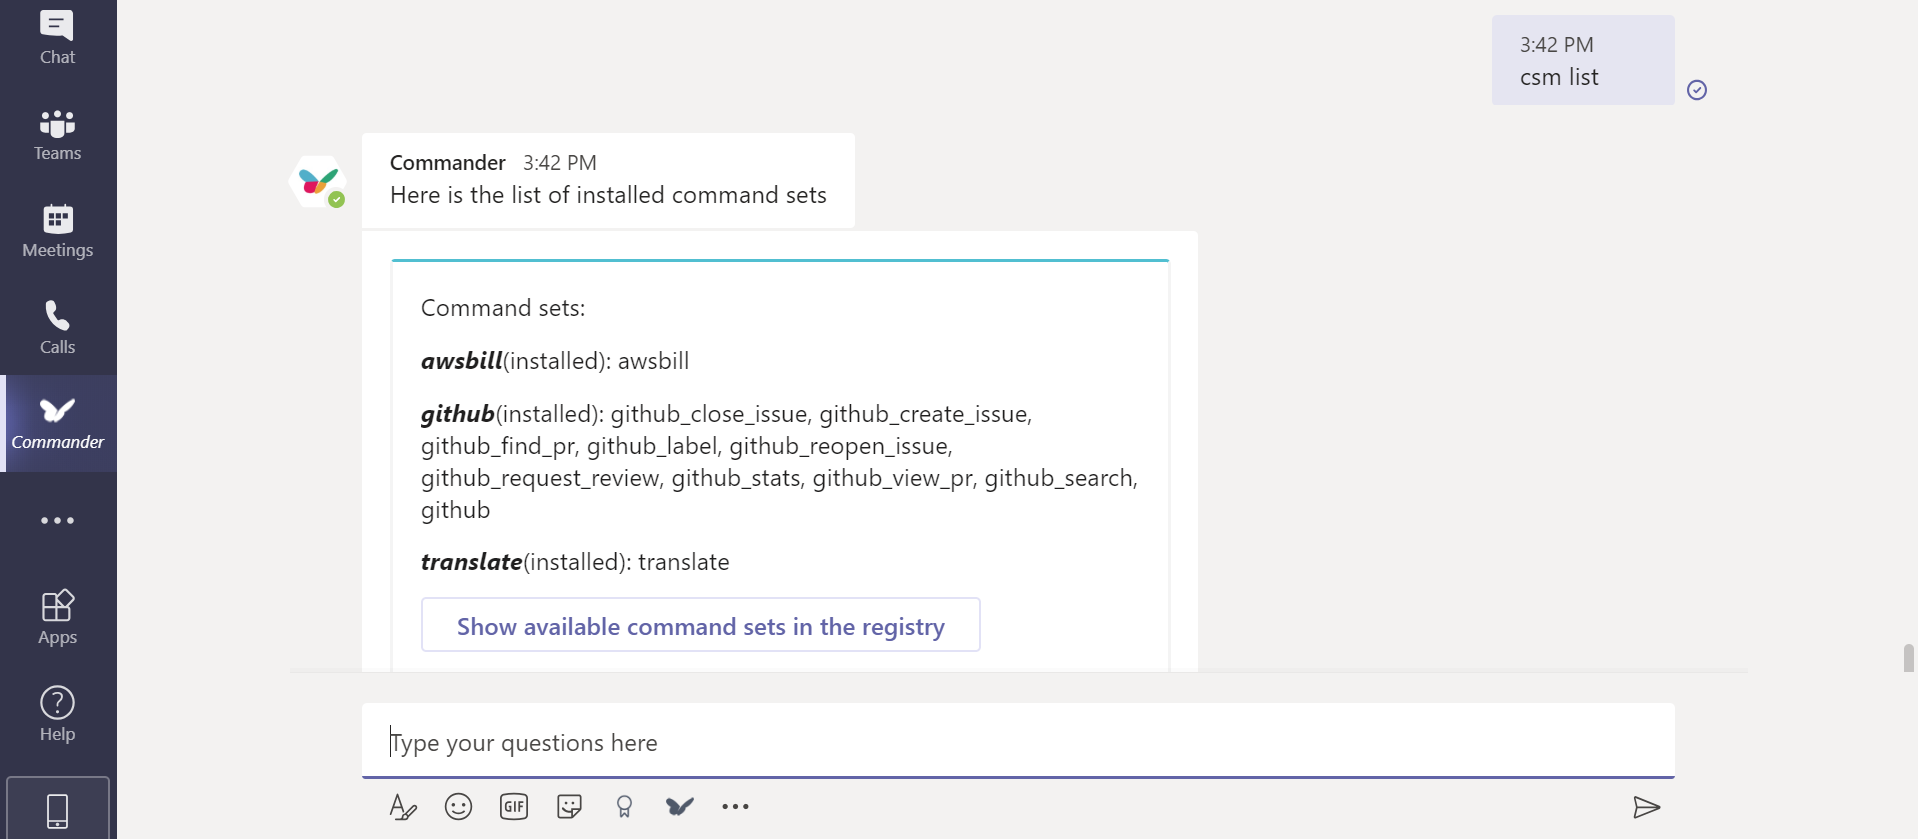 Chat
Teams
Meetings
Calls
Commander
Apps
Help
3:42 PM
csm list
Commander 3:42 PM
Here is the list of installed command sets
Command sets:
awsbill(installed): awsbill
github(installed): github_close_issue, github_create_issue,
github_find_pr, github_label, github_reopen_issue,
github_request_review, github_stats, github_view_pr, github_search,
github
translate(installed): translate
Show available command sets in the registry
Type your questions here
GIF